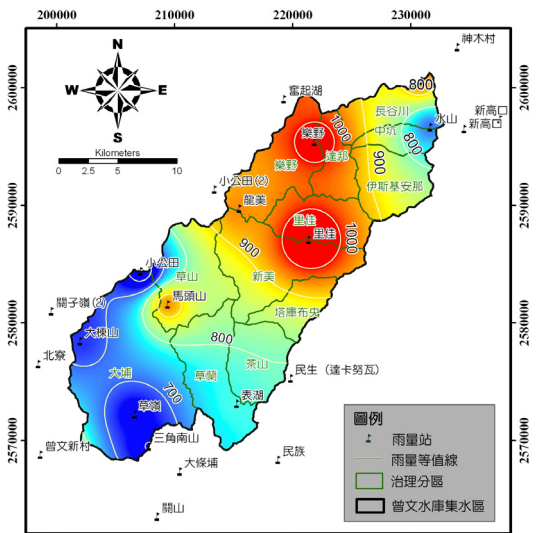 200000 210000 220000 230000
神木村
N
W E
S
Kilometers
0 2.5 5 10
2600000
2590000
2580000
2570000
2600000
2590000
2580000
2570000
奮起湖
800
長谷川
水山
新高口
新高口
中坑
1000
樂野
達邦
樂野
900
800
伊斯基安那
小公田(2)
龍美
里佳
里佳
1000
900
小公田
草山
新美
馬頭山
關子嶺(2)
塔庫布央
大棟山
800
北寮
大埔
茶山
草蘭
民生（達卡努瓦）
700
表湖
草嶺
三角南山
曾文新村
大條埔
民族
關山
圖例
雨量站
雨量等值線
治理分區
曾文水庫集水區